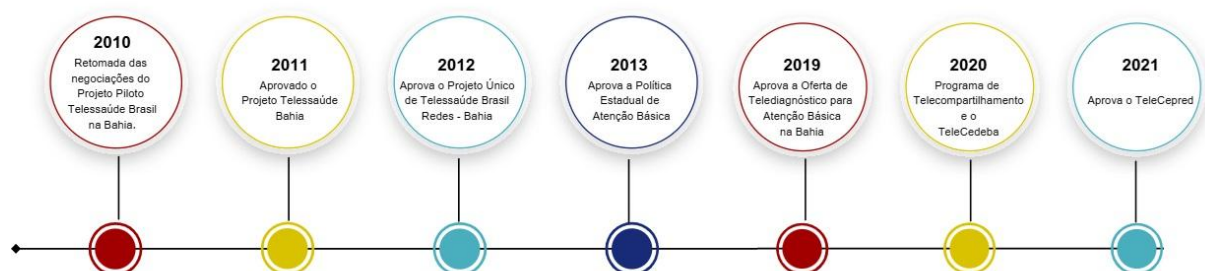 2010
Retomada das
negociações do
Projeto Piloto
Telessaúde Brasil
na Bahia.
2011
Aprovado o
Projeto Telessaúde
Bahia
2012
Aprova o Projeto Único
de Telessaúde Brasil
Redes - Bahia
2013
Aprova a Política
Estadual de
Atenção Básica
2019
Aprova a Oferta de
Telediagnóstico para
Atenção Básica
na Bahia
2020
Programa de
Telecompartilhamento
e o
TeleCedeba
2021
Aprova o TeleCepred